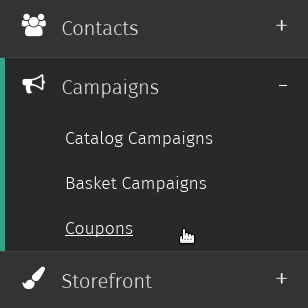 Contacts +
Campaigns −
Catalog Campaigns
Basket Campaigns
Coupons
Storefront +